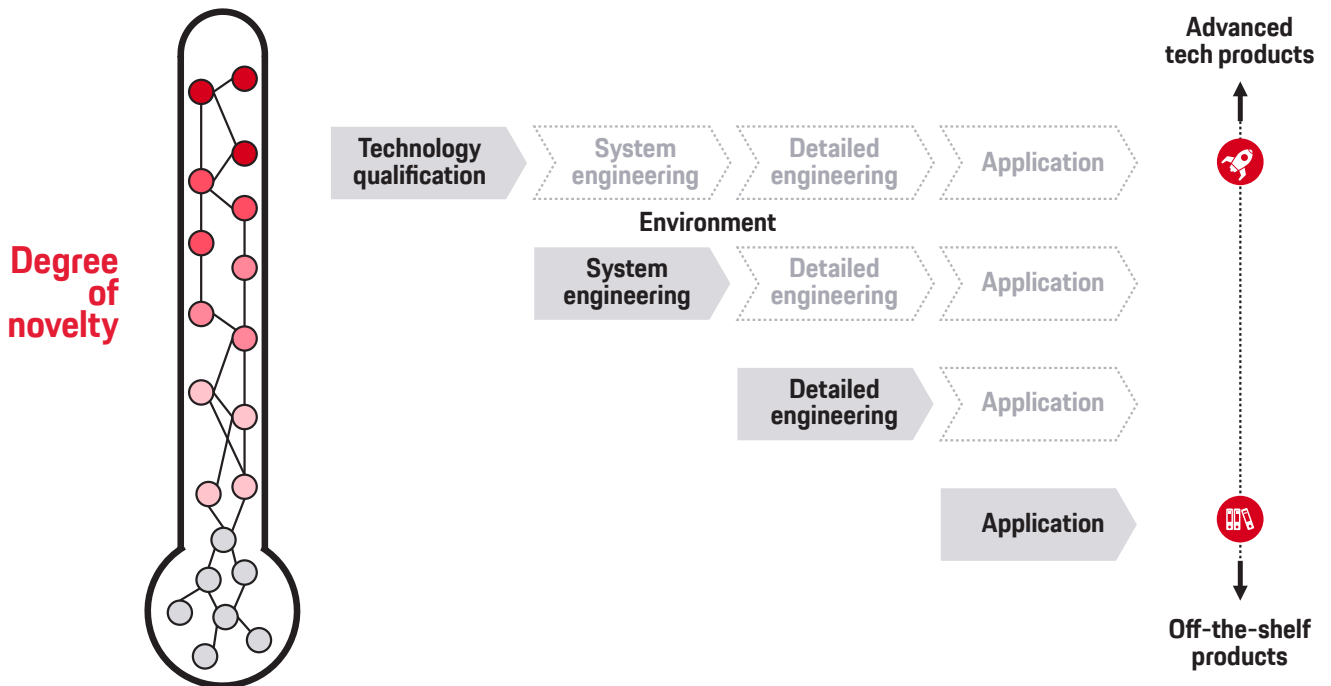 Advanced
tech products
Technology
qualification
System
engineering
Detailed
engineering
Application
Environment
Degree
of
novelty
System
engineering
Detailed
engineering
Application
Detailed
engineering
Application
Application
Off-the-shelf
products